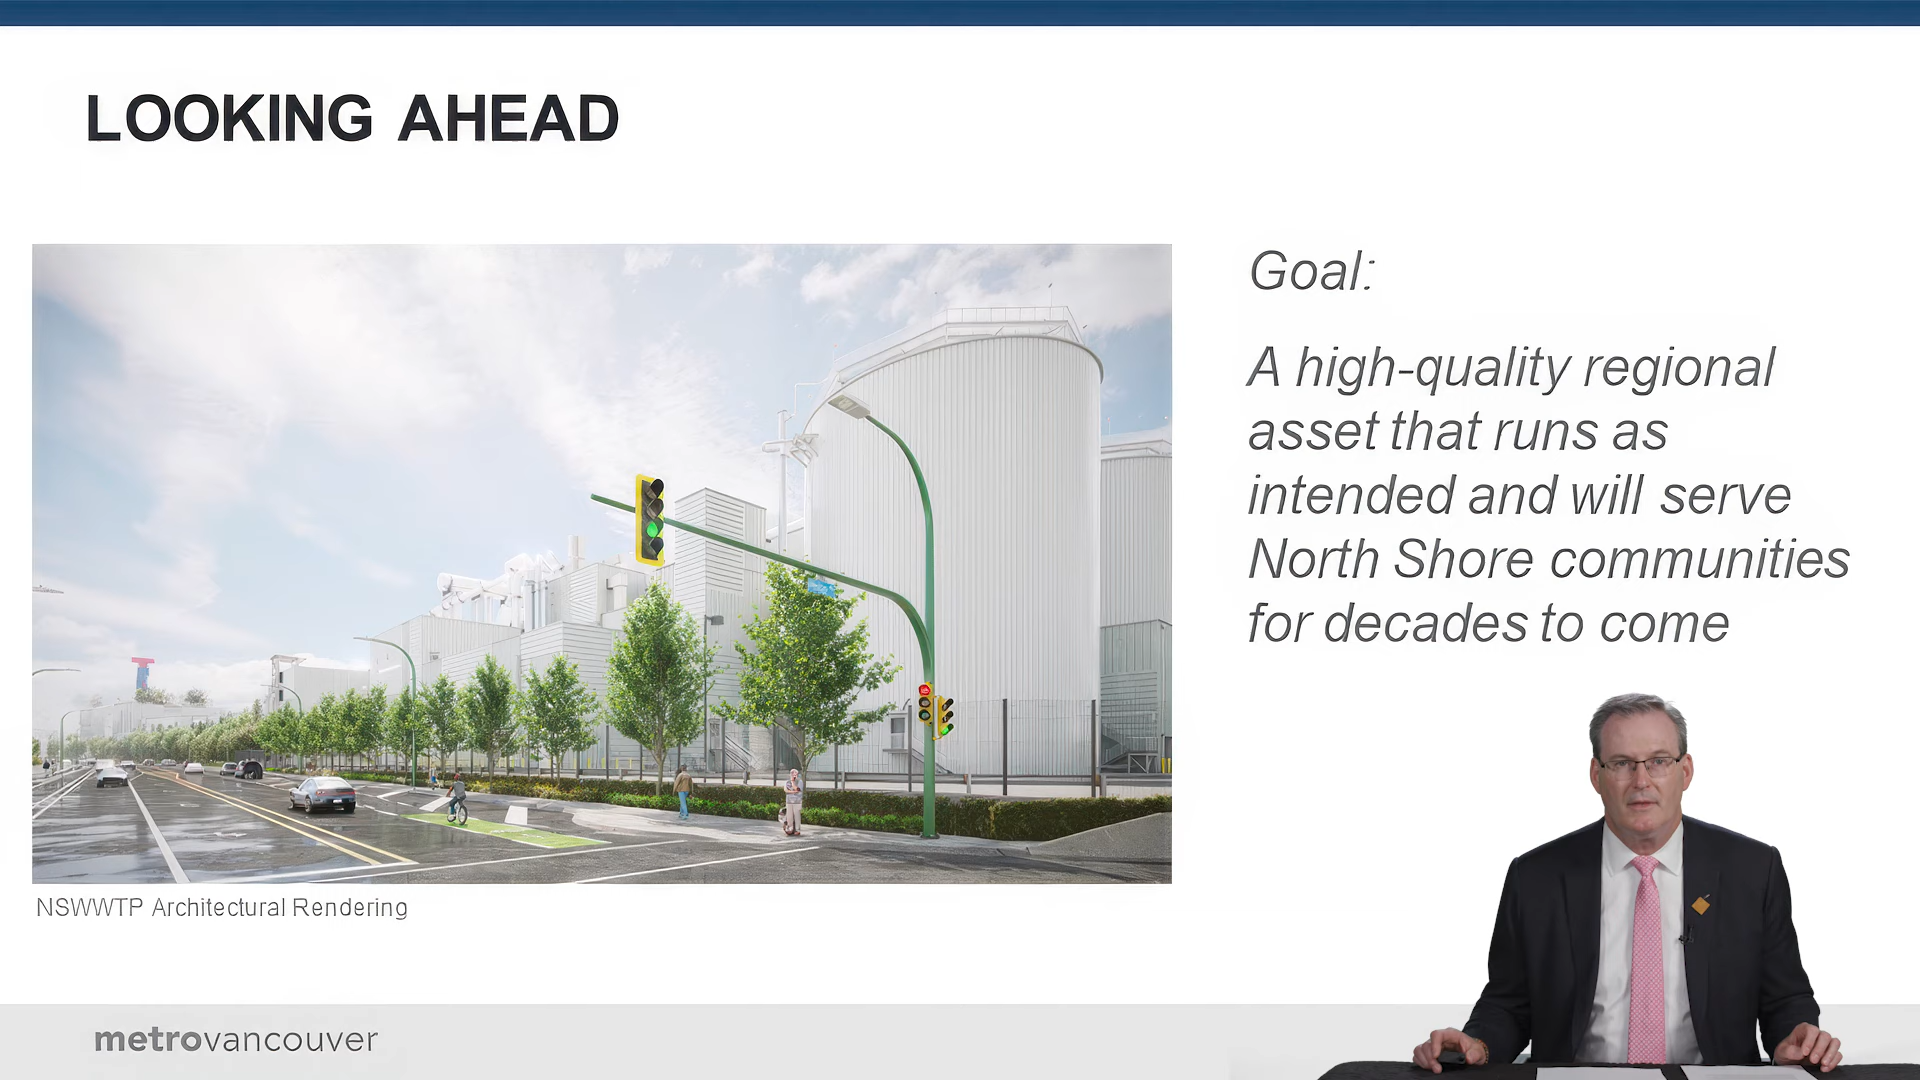 LOOKING AHEAD
Goal:
A high-quality regional
asset that runs as
intended and will serve
North Shore communities
for decades to come
NSWWTP Architectural Rendering
metrovancouver